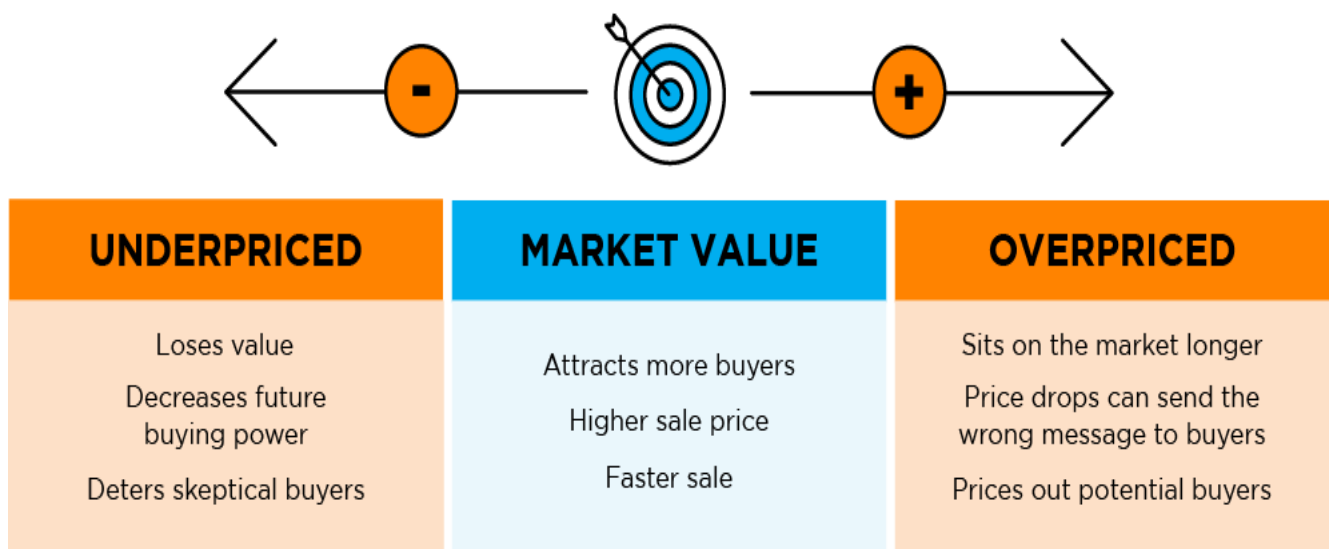 -
+
UNDERPRICED
Loses value
Decreases future
buying power
Deters skeptical buyers
MARKET VALUE
Attracts more buyers
Higher sale price
Faster sale
OVERPRICED
Sits on the market longer
Price drops can send the
wrong message to buyers
Prices out potential buyers